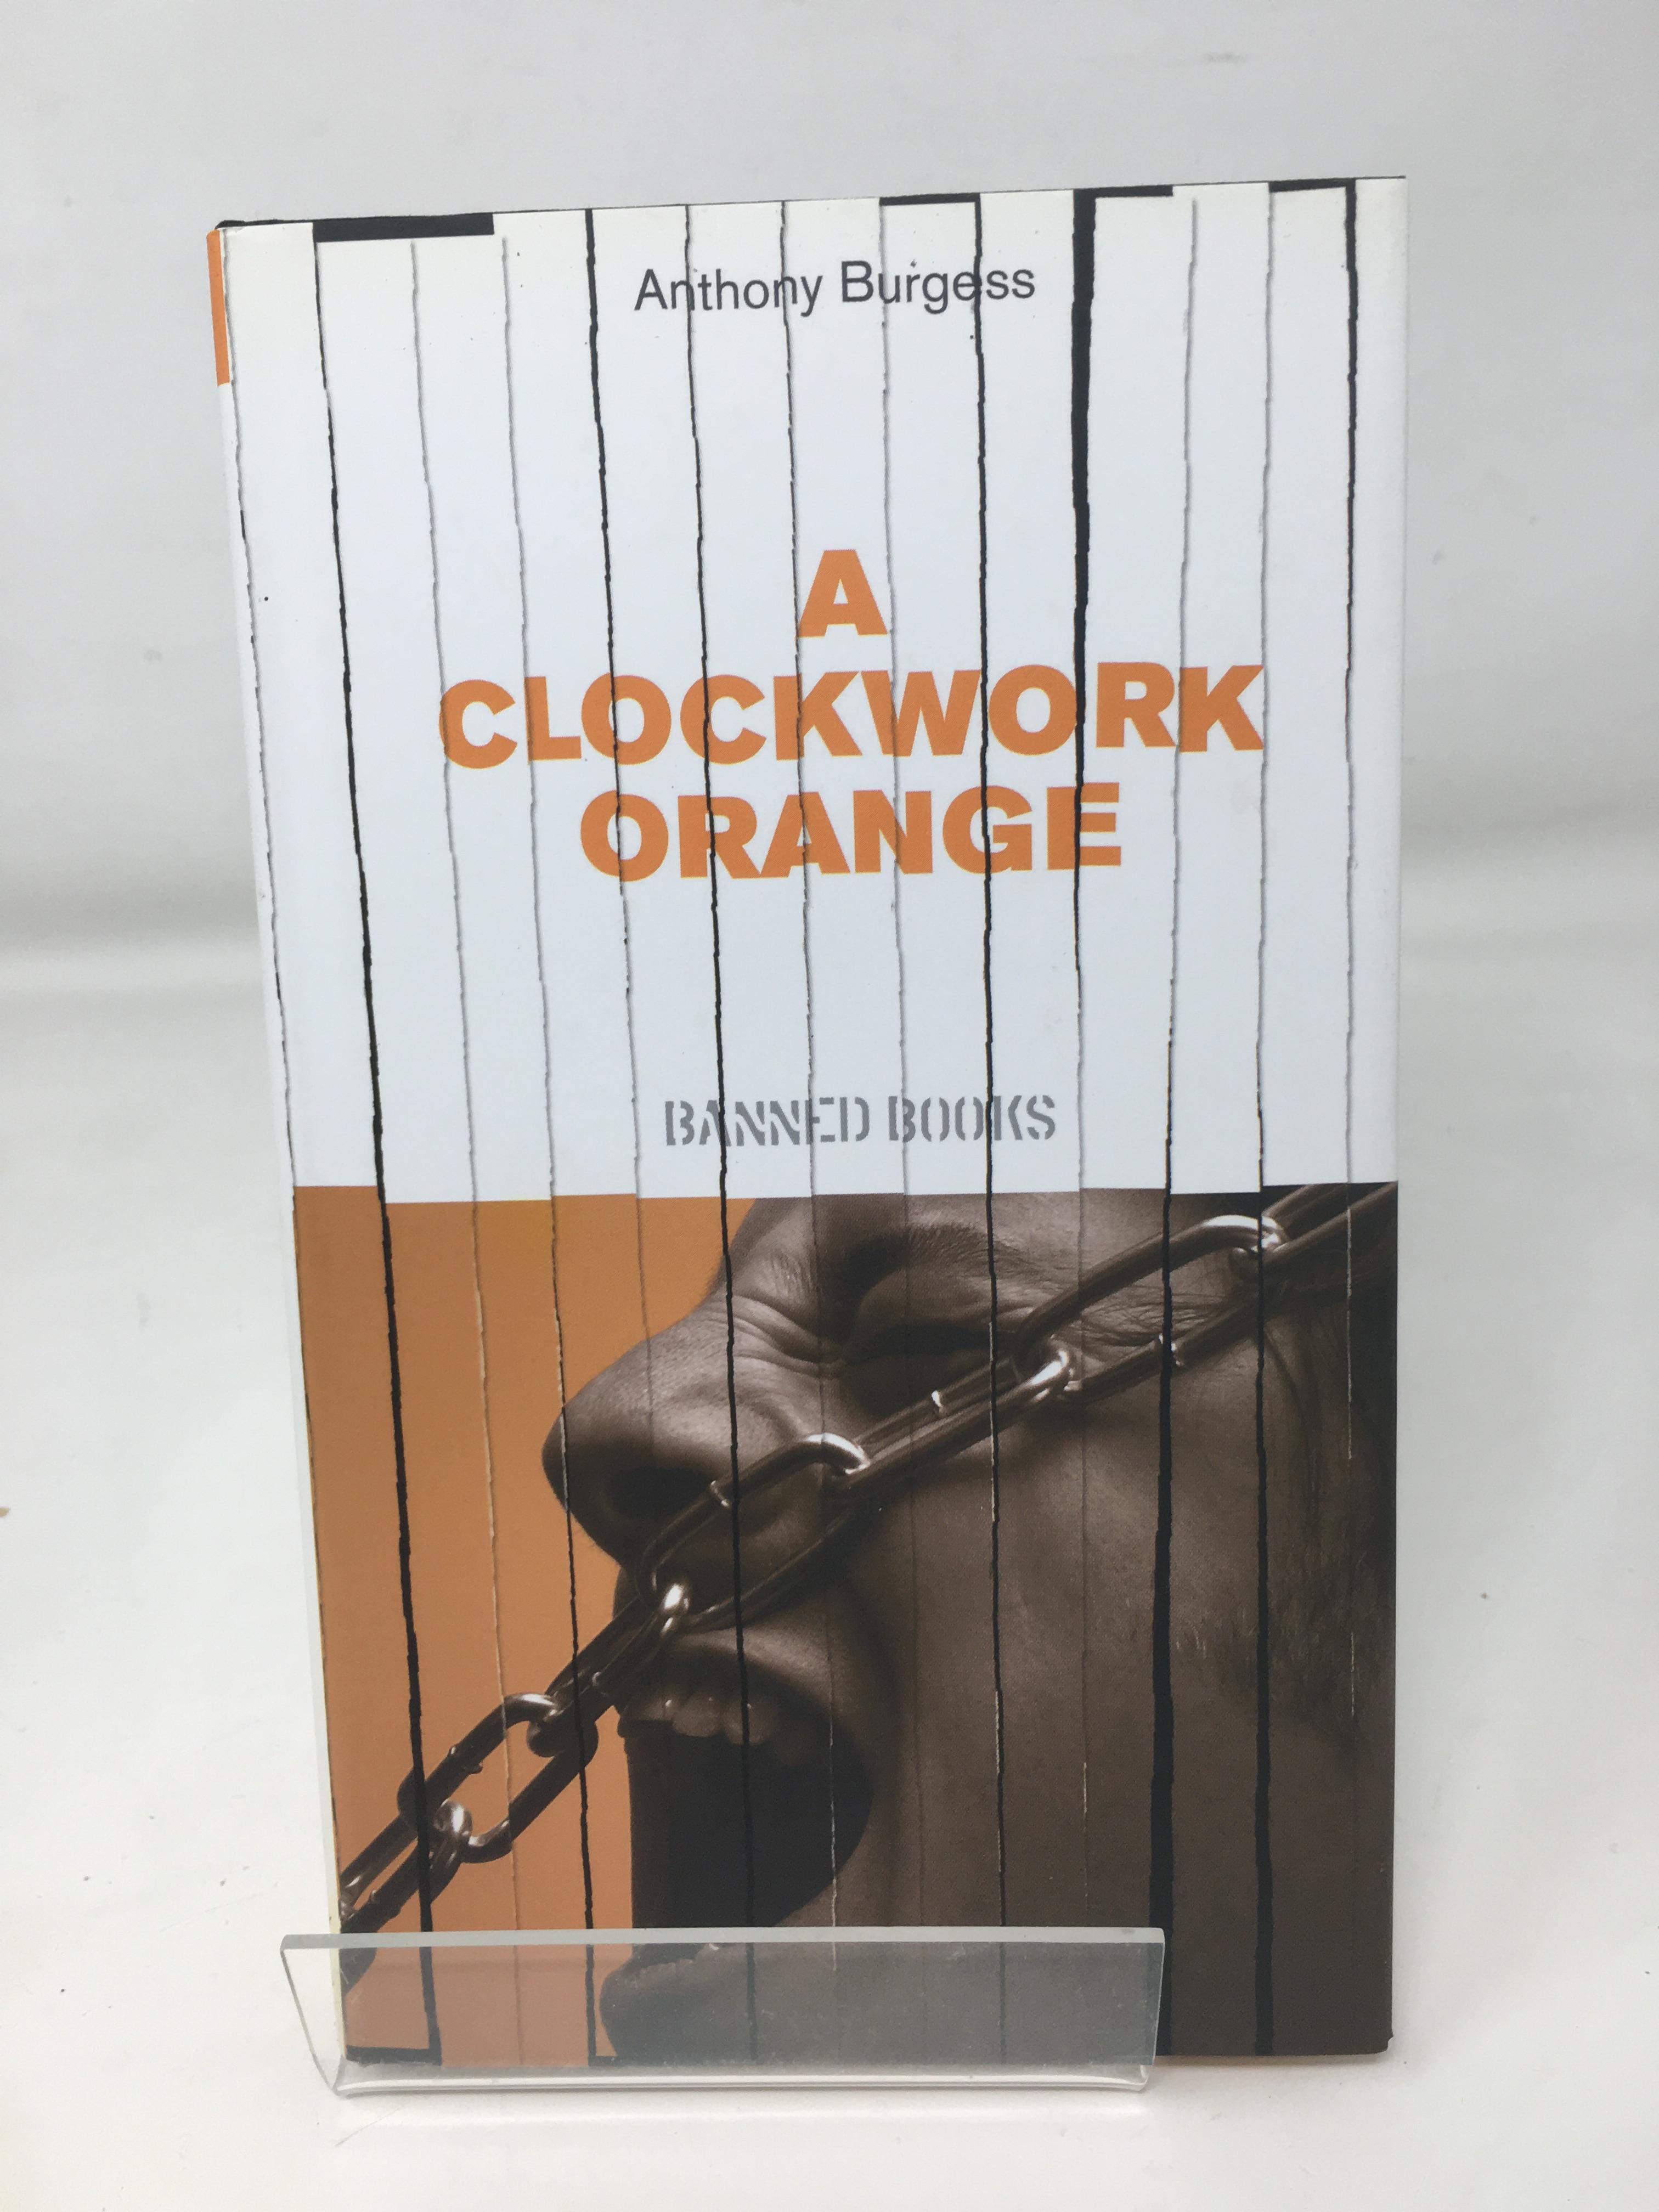 Anthony Burgess
A
CLOCKWORK
ORANGE
BANNED BOOKS